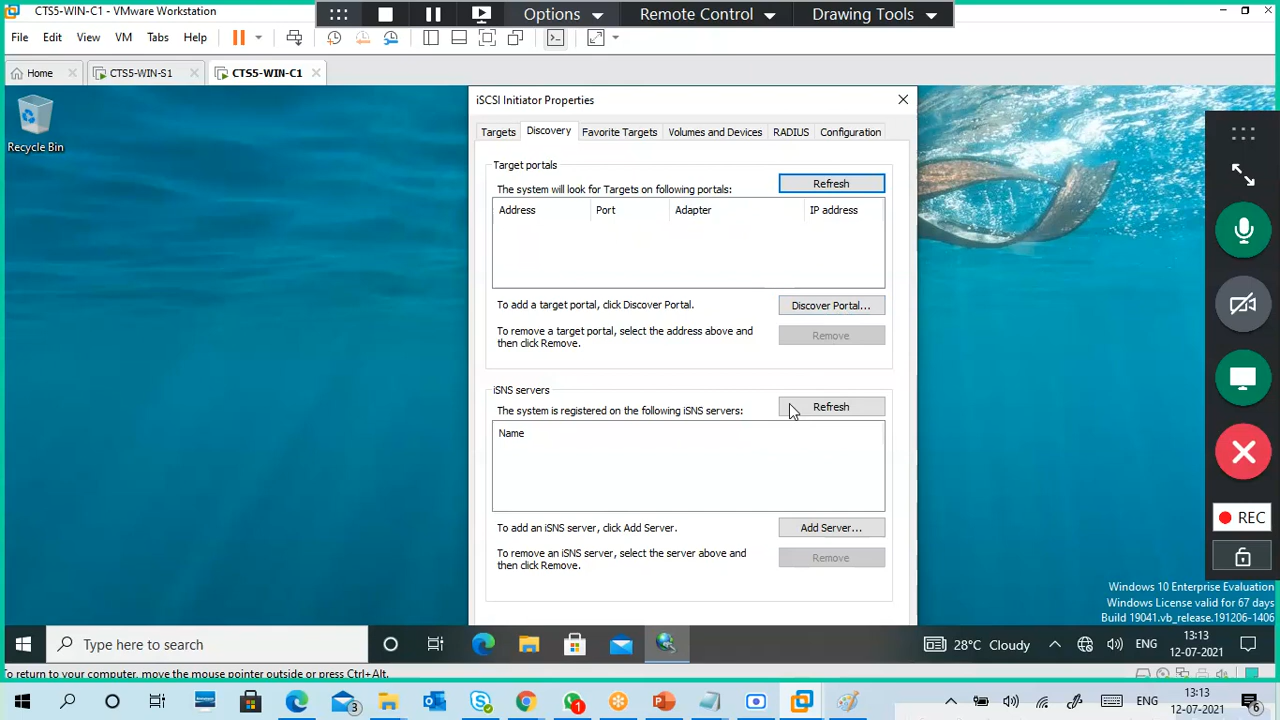 CTS5-WIN-C1 - VMware Workstation
Options
Remote Control
Drawing Tools
File Edit View VM Tabs Help
Home
CTS5-WIN-S1
CTS5-WIN-C1
Recycle Bin
iSCSI Initiator Properties
Targets Discovery Favorite Targets Volumes and Devices RADIUS Configuration
Target portals
The system will look for Targets on following portals:
Refresh
Address Port Adapter IP address
To add a target portal, click Discover Portal.
Discover Portal...
To remove a target portal, select the address above and
then click Remove.
Remove
iSNS servers
The system is registered on the following iSNS servers:
Refresh
Name
To add an iSNS server, click Add Server.
Add Server...
To remove an iSNS server, select the server above and
then click Remove.
Remove
REC
Windows 10 Enterprise Evaluation
Windows License valid for 67 days
Build 19041.vb_release.191206-1406
Type here to search
28°C Cloudy
ENG
13:13
12-07-2021
To return to your computer, move the mouse pointer outside or press Ctrl+Alt.
3
1
ENG
13:13
12-07-2021
6